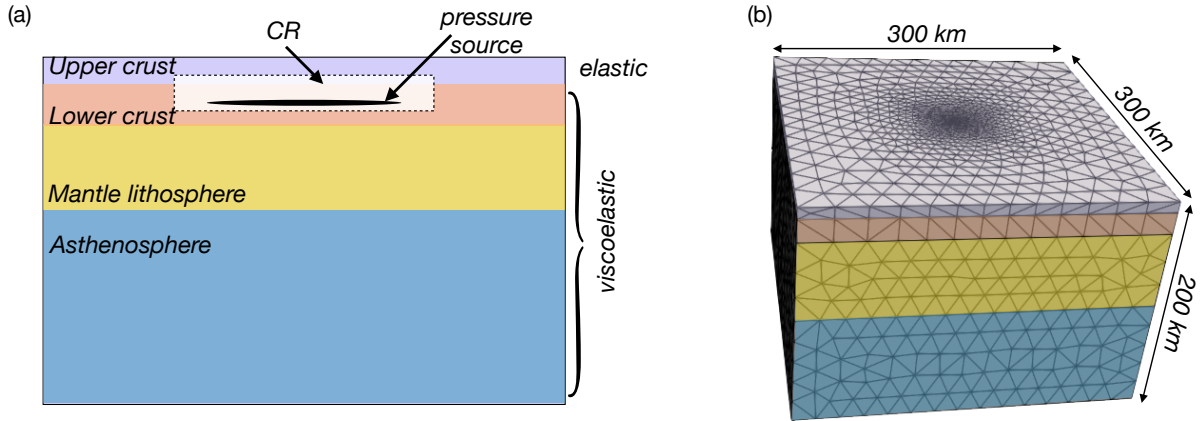 (a)
CR
pressure
source
Upper crust
elastic
Lower crust
Mantle lithosphere
Asthenosphere
viscoelastic
(b)
300 km
300 km
200 km